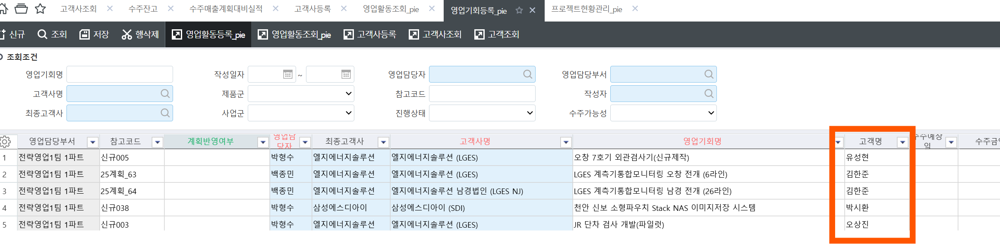 고객사조회 수주잔고 수주매출계획대비실적 고객사등록 영업활동조회_pie 영업기회등록_pie 프로젝트현황관리_pie
신규 조회 저장 행삭제 영업활동등록_pie 영업활동조회_pie 고객사등록 고객사조회 고객조회
조회조건
영업기회명 작성일자 ~ 영업담당자 영업담당부서
고객사명 제품군 참고코드 작성자
최종고객사 사업군 진행상태 수주가능성
영업담당부서 참고코드 계획반영여부 영업담당자 최종고객사 고객사명 영업기회명 고객명 수주예상일 수주금
1 전략영업1팀 1파트 신규005 박형수 엘지에너지솔루션 엘지에너지솔루션 (LGES) 오창 7호기 외관검사기(신규제작) 유성현
2 전략영업1팀 1파트 25계획_63 백종민 엘지에너지솔루션 엘지에너지솔루션 (LGES) LGES 계측기통합모니터링 오창 전개 (6라인) 김한준
3 전략영업1팀 1파트 25계획_64 백종민 엘지에너지솔루션 엘지에너지솔루션 남경법인 (LGES NJ) LGES 계측기통합모니터링 남경 전개 (26라인) 김한준
4 전략영업1팀 1파트 신규038 박형수 삼성에스디아이 삼성에스디아이 (SDI) 천안 신보 소형파우치 Stack NAS 이미지저장 시스템 박시환
5 전략영업1팀 1파트 신규003 박형수 엘지에너지솔루션 엘지에너지솔루션 (LGES) JR 단차 검사 개발(파일럿) 오상진